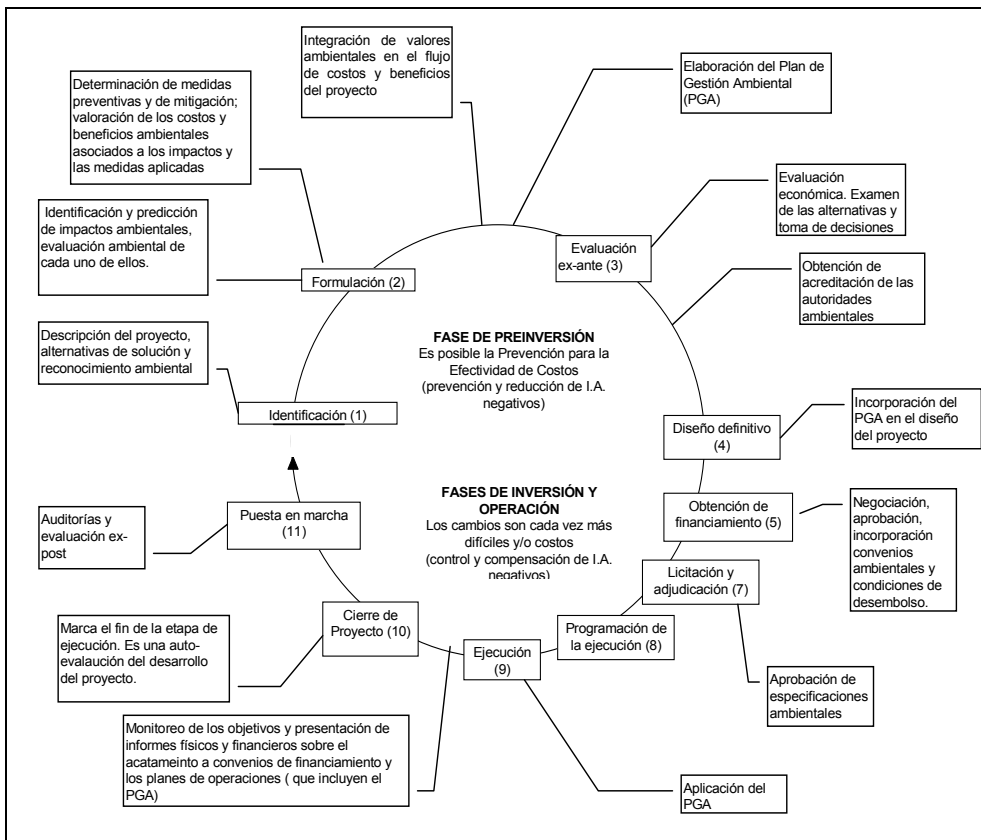 Integración de valores
ambientales en el flujo
de costos y beneficios
del proyecto
Elaboración del Plan de
Gestión Ambiental
(PGA)
Determinación de medidas
preventivas y de mitigación;
valoración de los costos y
beneficios ambientales
asociados a los impactos y
las medidas aplicadas
Evaluación
económica. Examen
de las alternativas y
toma de decisiones
Identificación y predicción
de impactos ambientales,
evaluación ambiental de
cada uno de ellos.
Evaluación
ex-ante (3)
Formulación (2)
Obtención de
acreditación de las
autoridades
ambientales
Descripción del proyecto,
alternativas de solución y
reconocimiento ambiental
FASE DE PREINVERSIÓN
Es posible la Prevención para la
Efectividad de Costos
(prevención y reducción de I.A.
negativos)
Identificación (1)
Diseño definitivo
(4)
Incorporación del
PGA en el diseño
del proyecto
FASES DE INVERSIÓN Y
OPERACIÓN
Los cambios son cada vez más
difíciles y/o costos
(control y compensación de I.A.
negativos)
Puesta en marcha
(11)
Auditorías y
evaluación ex-
post
Obtención de
financiamiento (5)
Negociación,
aprobación,
incorporación
convenios
ambientales y
condiciones de
desembolso.
Licitación y
adjudicación (7)
Cierre de
Proyecto (10)
Programación de
la ejecución (8)
Ejecución
(9)
Marca el fin de la etapa de
ejecución. Es una auto-
evalaución del desarrollo
del proyecto.
Aprobación de
especificaciones
ambientales
Monitoreo de los objetivos y presentación de
informes físicos y financieros sobre el
acatameinto a convenios de financiamiento y
los planes de operaciones ( que incluyen el
PGA)
Aplicación del
PGA